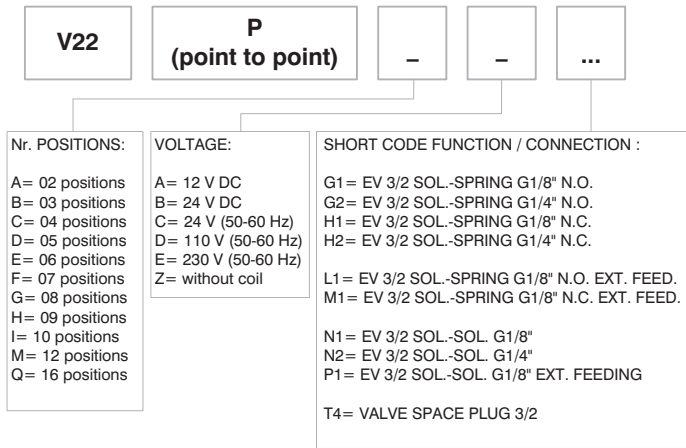 V22
P
(point to point)
_
_
...
Nr. POSITIONS:
A= 02 positions
B= 03 positions
C= 04 positions
D= 05 positions
E= 06 positions
F= 07 positions
G= 08 positions
H= 09 positions
I= 10 positions
M= 12 positions
Q= 16 positions
VOLTAGE:
A= 12 V DC
B= 24 V DC
C= 24 V (50-60 Hz)
D= 110 V (50-60 Hz)
E= 230 V (50-60 Hz)
Z= without coil
SHORT CODE FUNCTION / CONNECTION :
G1= EV 3/2 SOL.-SPRING G1/8" N.O.
G2= EV 3/2 SOL.-SPRING G1/4" N.O.
H1= EV 3/2 SOL.-SPRING G1/8" N.C.
H2= EV 3/2 SOL.-SPRING G1/4" N.C.
L1= EV 3/2 SOL.-SPRING G1/8" N.O. EXT. FEED.
M1= EV 3/2 SOL.-SPRING G1/8" N.C. EXT. FEED.
N1= EV 3/2 SOL.-SOL. G1/8"
N2= EV 3/2 SOL.-SOL. G1/4"
P1= EV 3/2 SOL.-SOL. G1/8" EXT. FEEDING
T4= VALVE SPACE PLUG 3/2